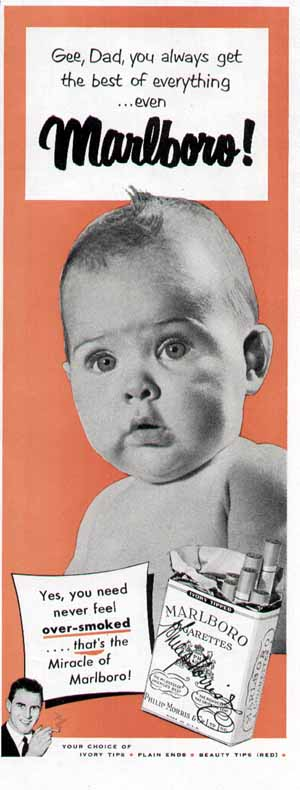 Gee, Dad, you always get
the best of everything
...even
Marlboro!
Yes, you need
never feel
over-smoked
....that's the
Miracle of
Marlboro!
IVORY TIPPED
MARLBORO
CIGARETTES
PHILIP MORRIS & Co. Ltd. Inc.
YOUR CHOICE OF
IVORY TIPS • PLAIN ENDS • BEAUTY TIPS (RED)